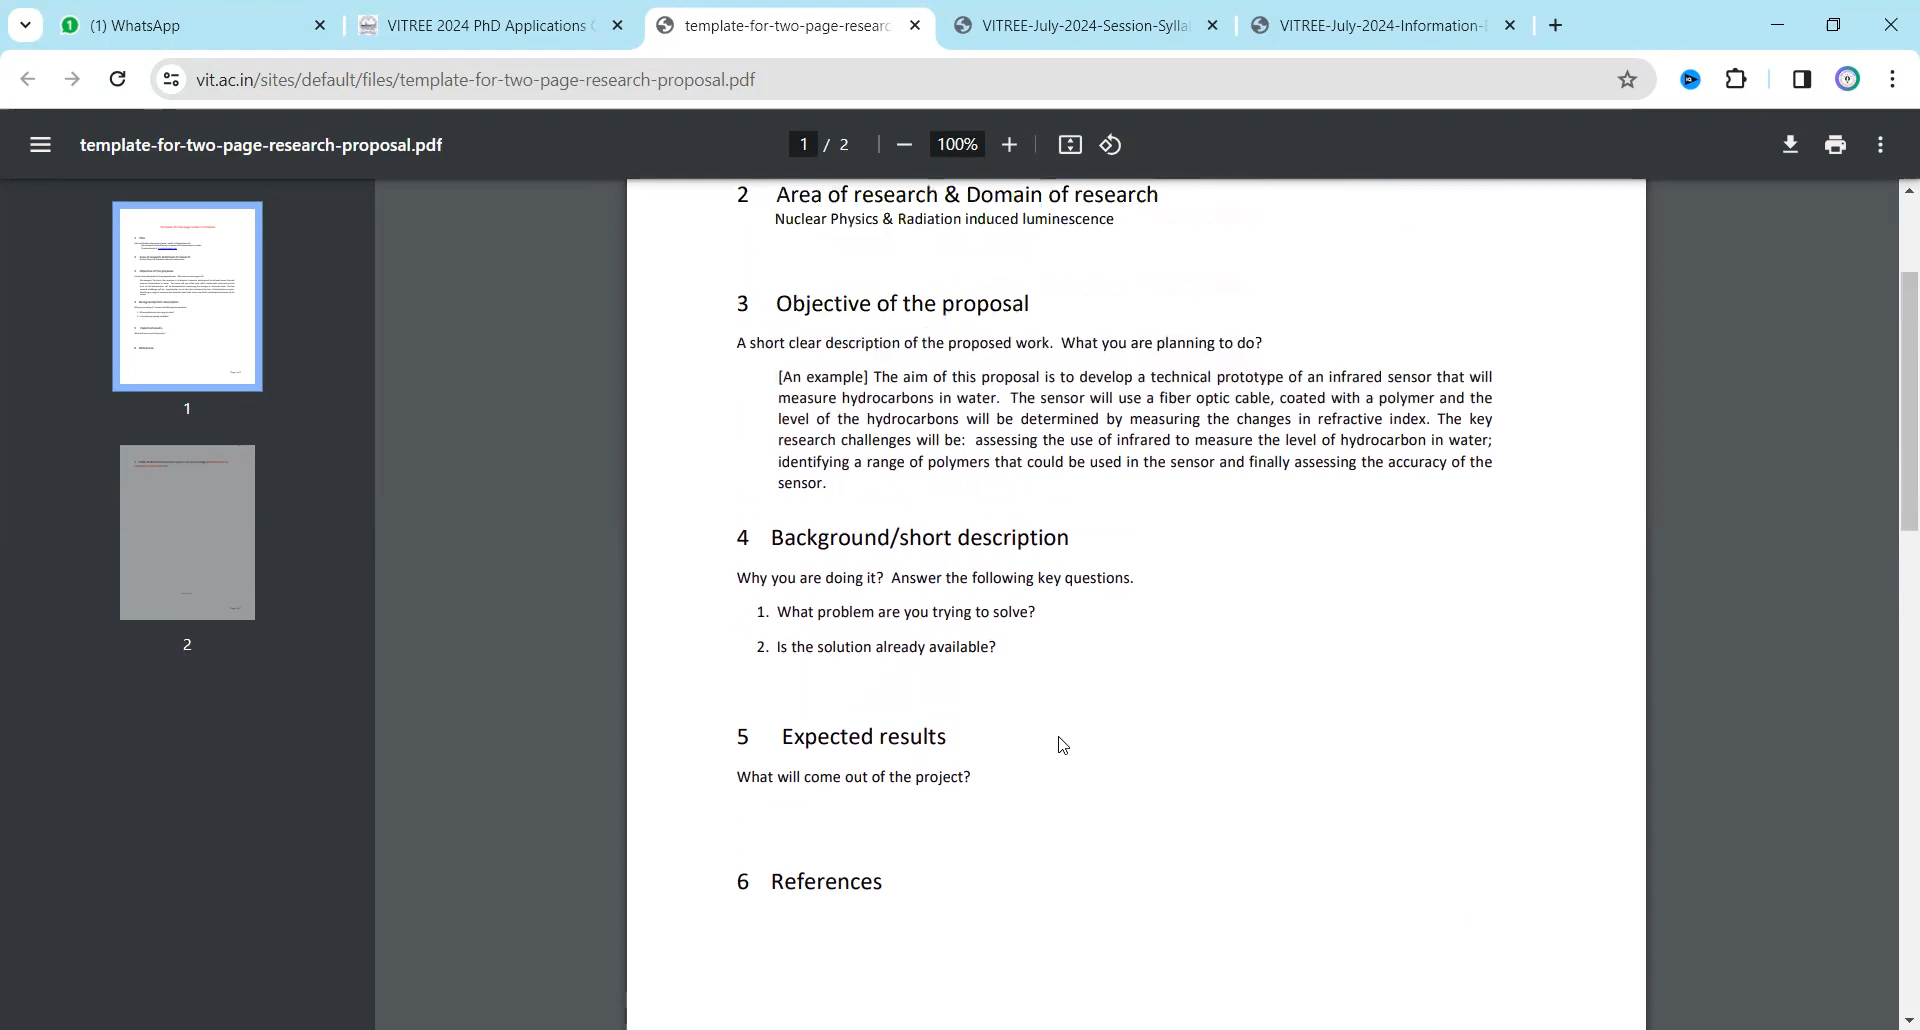 (1) WhatsApp
VITREE 2024 PhD Applications
template-for-two-page-researc
VITREE-July-2024-Session-Sylla
VITREE-July-2024-Information-
vit.ac.in/sites/default/files/template-for-two-page-research-proposal.pdf
template-for-two-page-research-proposal.pdf
1 / 2
100%
2 Area of research & Domain of research
Nuclear Physics & Radiation induced luminescence
3 Objective of the proposal
A short clear description of the proposed work. What you are planning to do?
[An example] The aim of this proposal is to develop a technical prototype of an infrared sensor that will
measure hydrocarbons in water. The sensor will use a fiber optic cable, coated with a polymer and the
level of the hydrocarbons will be determined by measuring the changes in refractive index. The key
research challenges will be: assessing the use of infrared to measure the level of hydrocarbon in water;
identifying a range of polymers that could be used in the sensor and finally assessing the accuracy of the
sensor.
4 Background/short description
Why you are doing it? Answer the following key questions.
1. What problem are you trying to solve?
2. Is the solution already available?
5 Expected results
What will come out of the project?
6 References
1
2